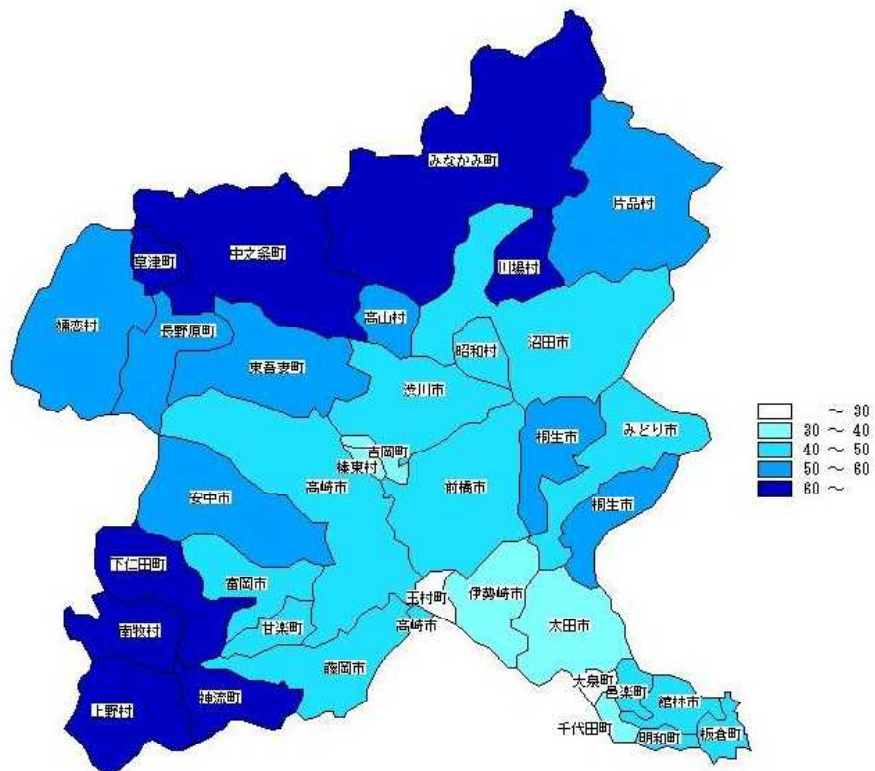 みなかみ町
片品村
中之条町
草津町
川場村
高山村
嬬恋村
長野原町
沼田市
昭和村
東吾妻町
渋川市
みどり市
桐生市
吉岡町
榛東村
高崎市
前橋市
安中市
桐生市
下仁田町
富岡市
玉村町
伊勢崎市
南牧村
甘楽町
高崎市
太田市
藤岡市
大泉町
邑楽町
神流町
上野村
館林市
千代田町
明和町
板倉町
～ 30
30 ～ 40
40 ～ 50
50 ～ 60
60 ～